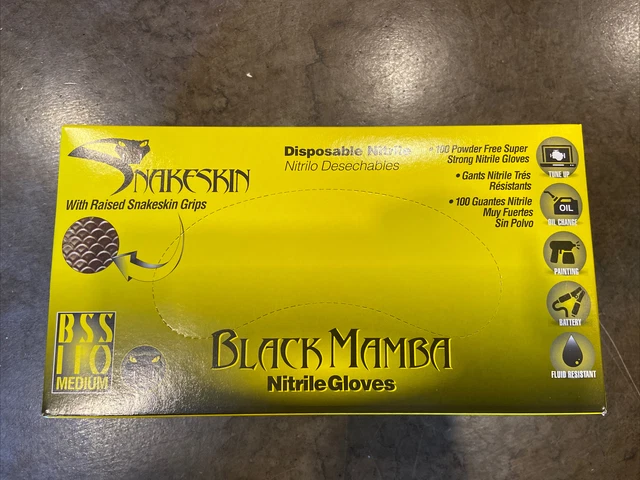 SNAKESKIN
With Raised Snakeskin Grips
Disposable Nitrile
Nitrilo Desechables
• 100 Powder Free Super
Strong Nitrile Gloves
• Gants Nitrile Trés
Résistants
• 100 Guantes Nitrile
Muy Fuertes
Sin Polvo
TUNE UP
OIL
OIL CHANGE
PAINTING
BATTERY
FLUID RESISTANT
BSS
MEDIUM
BLACK MAMBA
Nitrile Gloves